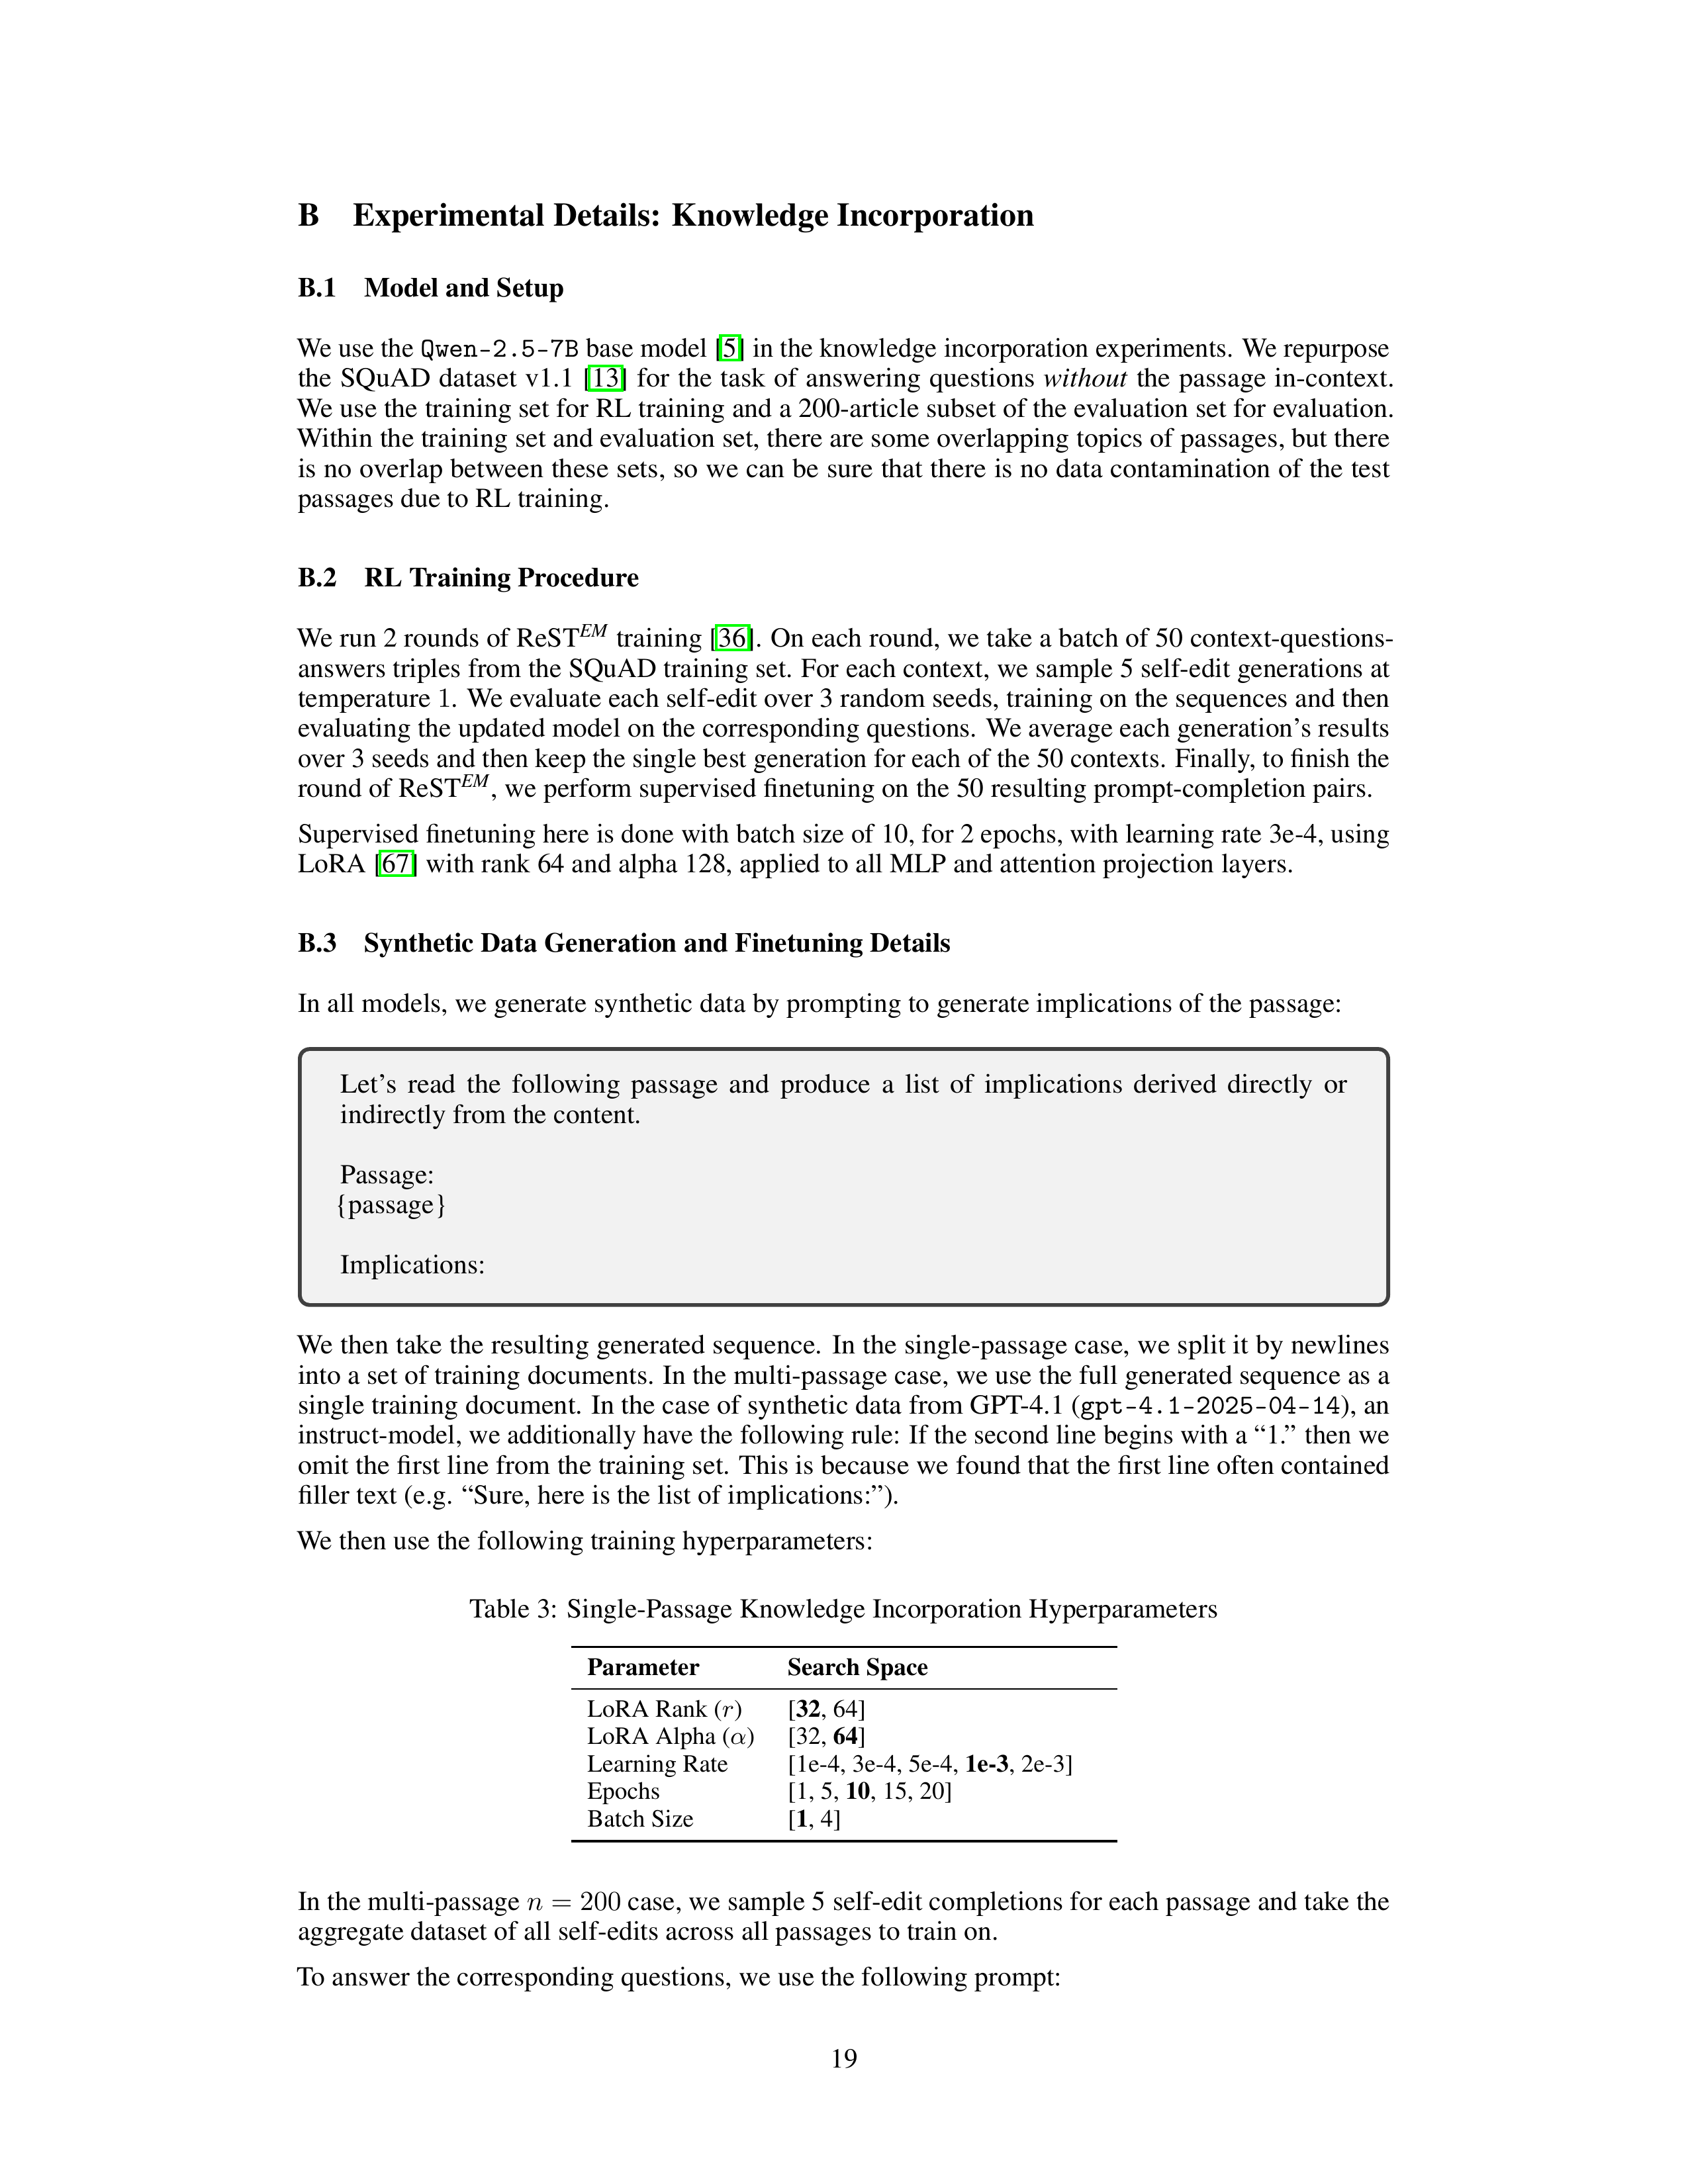 B Experimental Details: Knowledge Incorporation
B.1 Model and Setup
We use the Qwen-2.5-7B base model [5] in the knowledge incorporation experiments. We repurpose
the SQuAD dataset v1.1 [13] for the task of answering questions without the passage in-context.
We use the training set for RL training and a 200-article subset of the evaluation set for evaluation.
Within the training set and evaluation set, there are some overlapping topics of passages, but there
is no overlap between these sets, so we can be sure that there is no data contamination of the test
passages due to RL training.
B.2 RL Training Procedure
We run 2 rounds of ReST^EM training [36]. On each round, we take a batch of 50 context-questions-
answers triples from the SQuAD training set. For each context, we sample 5 self-edit generations at
temperature 1. We evaluate each self-edit over 3 random seeds, training on the sequences and then
evaluating the updated model on the corresponding questions. We average each generation's results
over 3 seeds and then keep the single best generation for each of the 50 contexts. Finally, to finish the
round of ReST^EM, we perform supervised finetuning on the 50 resulting prompt-completion pairs.
Supervised finetuning here is done with batch size of 10, for 2 epochs, with learning rate 3e-4, using
LoRA [67] with rank 64 and alpha 128, applied to all MLP and attention projection layers.
B.3 Synthetic Data Generation and Finetuning Details
In all models, we generate synthetic data by prompting to generate implications of the passage:
Let's read the following passage and produce a list of implications derived directly or
indirectly from the content.
Passage:
{passage}
Implications:
We then take the resulting generated sequence. In the single-passage case, we split it by newlines
into a set of training documents. In the multi-passage case, we use the full generated sequence as a
single training document. In the case of synthetic data from GPT-4.1 (gpt-4.1-2025-04-14), an
instruct-model, we additionally have the following rule: If the second line begins with a “1.” then we
omit the first line from the training set. This is because we found that the first line often contained
filler text (e.g. “Sure, here is the list of implications:”).
We then use the following training hyperparameters:
Table 3: Single-Passage Knowledge Incorporation Hyperparameters
Parameter Search Space
LoRA Rank (r) [32, 64]
LoRA Alpha (α) [32, 64]
Learning Rate [1e-4, 3e-4, 5e-4, 1e-3, 2e-3]
Epochs [1, 5, 10, 15, 20]
Batch Size [1, 4]
In the multi-passage n = 200 case, we sample 5 self-edit completions for each passage and take the
aggregate dataset of all self-edits across all passages to train on.
To answer the corresponding questions, we use the following prompt:
19